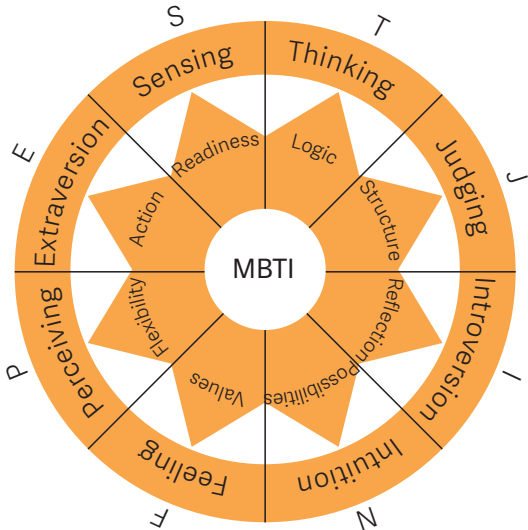 S
T
J
I
N
F
P
E
Sensing
Thinking
Judging
Introversion
Intuition
Feeling
Perceiving
Extraversion
Readiness
Logic
Structure
Reflection
Possibilities
Values
Flexibility
Action
MBTI